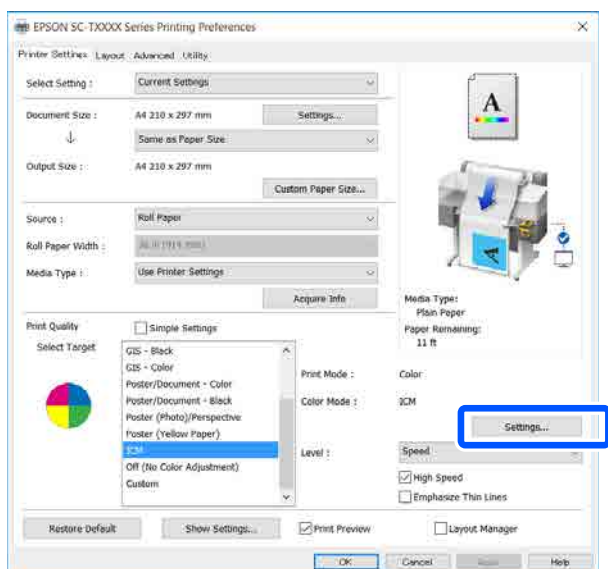 EPSON SC-TXXXX Series Printing Preferences
Printer Settings Layout Advanced Utility
Select Setting : Current Settings
Document Size : A4 210 x 297 mm Settings...
Same as Paper Size
Output Size : A4 210 x 297 mm
Custom Paper Size...
A
Source : Roll Paper
Roll Paper Width :
Media Type : Use Printer Settings
Acquire Info
Media Type:
Plain Paper
Paper Remaining:
11 ft
Print Quality Simple Settings
Select Target
GIS - Black
GIS - Color
Poster/Document - Color
Poster/Document - Black
Poster (Photo)/Perspective
Poster (Yellow Paper)
ICM
Off (No Color Adjustment)
Custom
Print Mode : Color
Color Mode : ICM
Settings...
Level : Speed
High Speed
Emphasize Thin Lines
Restore Default Show Settings... Print Preview Layout Manager
OK Cancel Apply Help